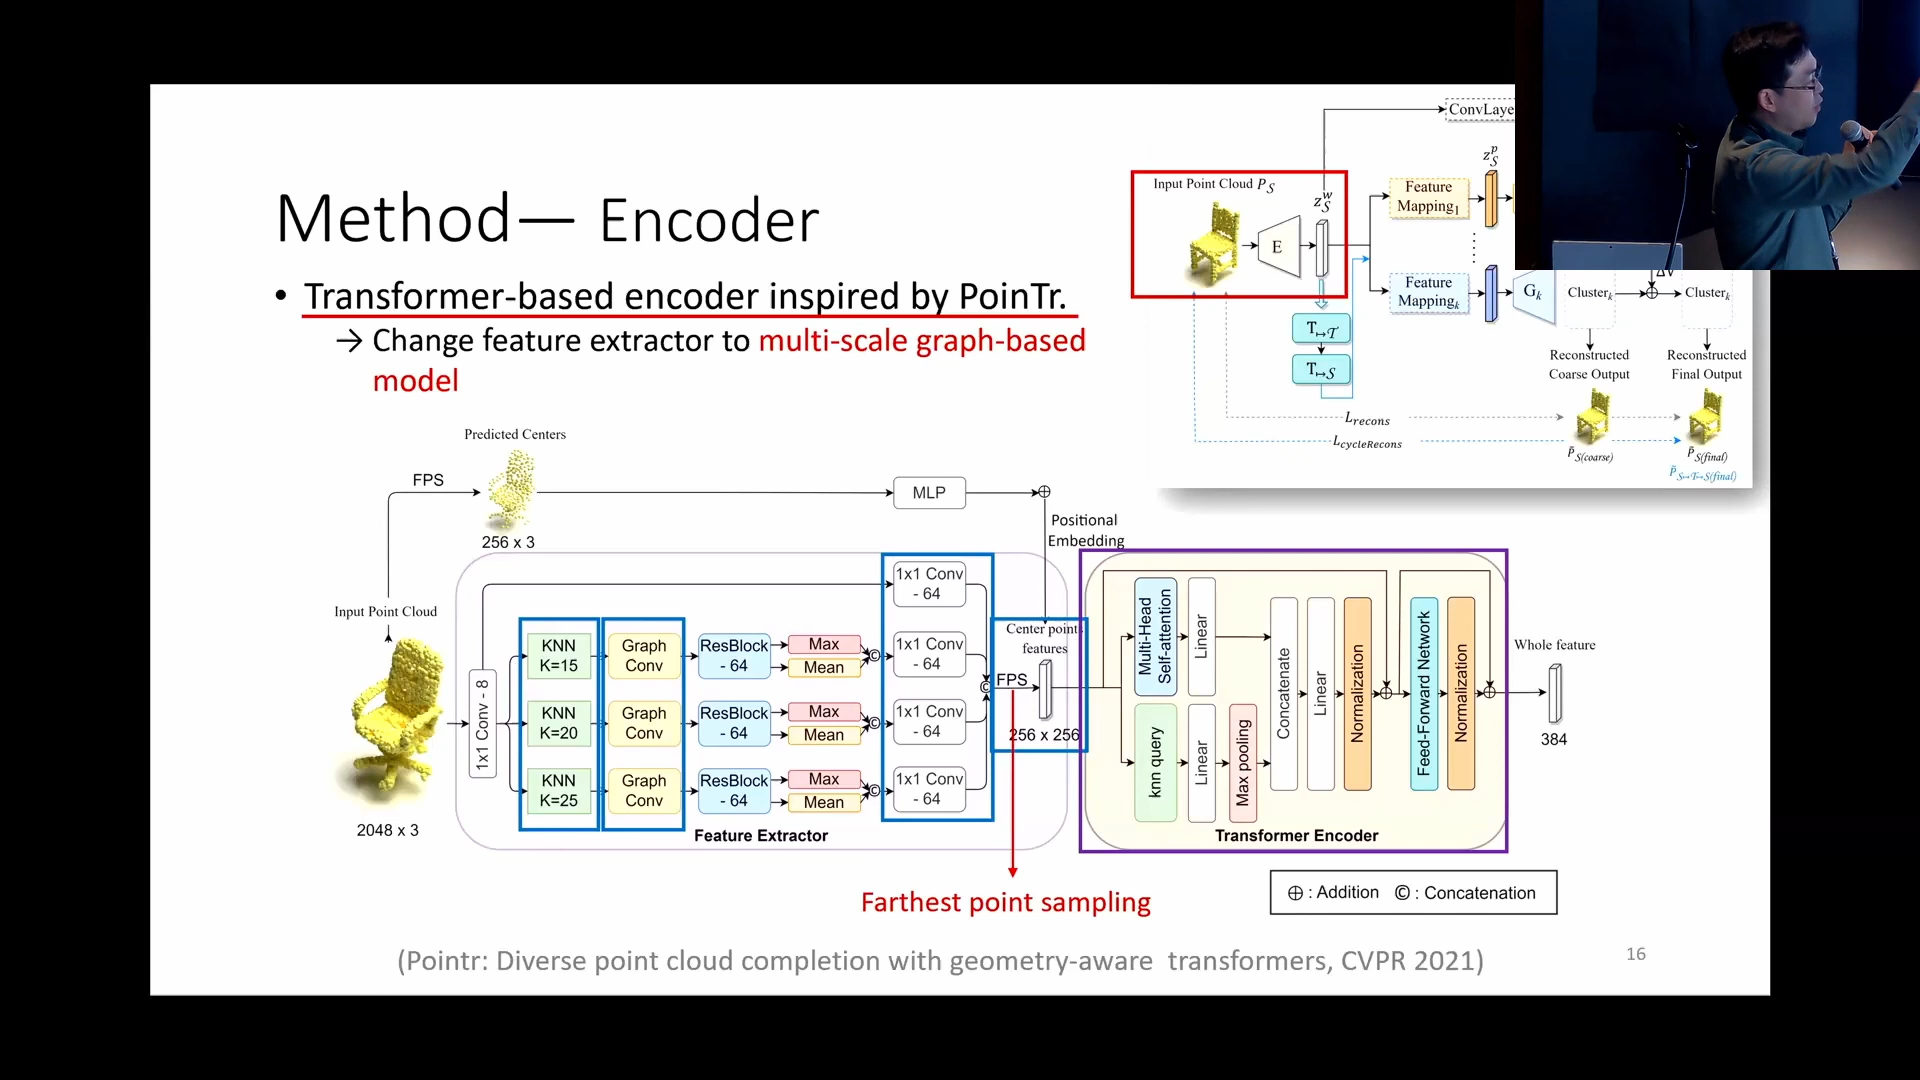 Method— Encoder
• Transformer-based encoder inspired by PoinTr.
→ Change feature extractor to multi-scale graph-based
model
ConvLaye
Input Point Cloud P_S
z_S^w
E
Feature
Mapping_1
z_S^p
Feature
Mapping_k
G_k
Cluster_k
ΔV
Cluster_k
T_↦𝒯
T_↦S
Reconstructed
Coarse Output
Reconstructed
Final Output
L_recons
L_cycleRecons
P̃_S(coarse)
P̃_S(final)
P̃_S↦T↦S(final)
Predicted Centers
FPS
256 x 3
MLP
Positional
Embedding
Input Point Cloud
2048 x 3
1x1 Conv - 8
KNN
K=15
Graph
Conv
ResBlock
- 64
Max
Mean
KNN
K=20
Graph
Conv
ResBlock
- 64
Max
Mean
KNN
K=25
Graph
Conv
ResBlock
- 64
Max
Mean
1x1 Conv
- 64
1x1 Conv
- 64
1x1 Conv
- 64
1x1 Conv
- 64
©
©
©
©
FPS
Center points
features
256 x 256
Feature Extractor
Multi-Head
Self-attention
Linear
knn query
Linear
Max pooling
Concatenate
Linear
Normalization
Feed-Forward Network
Normalization
Transformer Encoder
Whole feature
384
Farthest point sampling
⊕ : Addition © : Concatenation
(Pointr: Diverse point cloud completion with geometry-aware transformers, CVPR 2021)
16